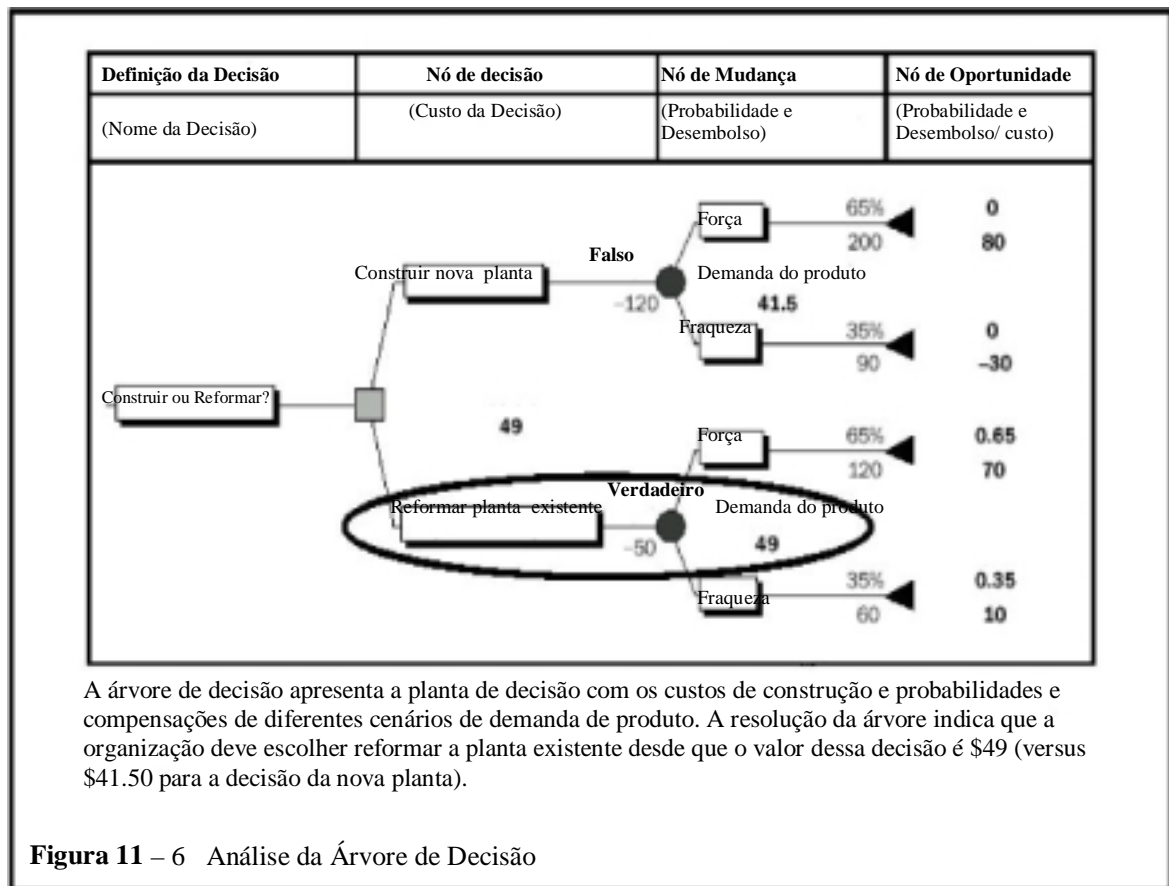 Definição da Decisão
Nó de decisão
Nó de Mudança
Nó de Oportunidade
(Nome da Decisão)
(Custo da Decisão)
(Probabilidade e
Desembolso)
(Probabilidade e
Desembolso/ custo)
Força
65%
200
0
80
Falso
Construir nova planta
-120
Demanda do produto
41.5
Fraqueza
35%
90
0
-30
Construir ou Reformar?
49
Força
65%
120
0.65
70
Verdadeiro
Reformar planta existente
-50
Demanda do produto
49
Fraqueza
35%
60
0.35
10
A árvore de decisão apresenta a planta de decisão com os custos de construção e probabilidades e
compensações de diferentes cenários de demanda de produto. A resolução da árvore indica que a
organização deve escolher reformar a planta existente desde que o valor dessa decisão é $49 (versus
$41.50 para a decisão da nova planta).
Figura 11 – 6 Análise da Árvore de Decisão